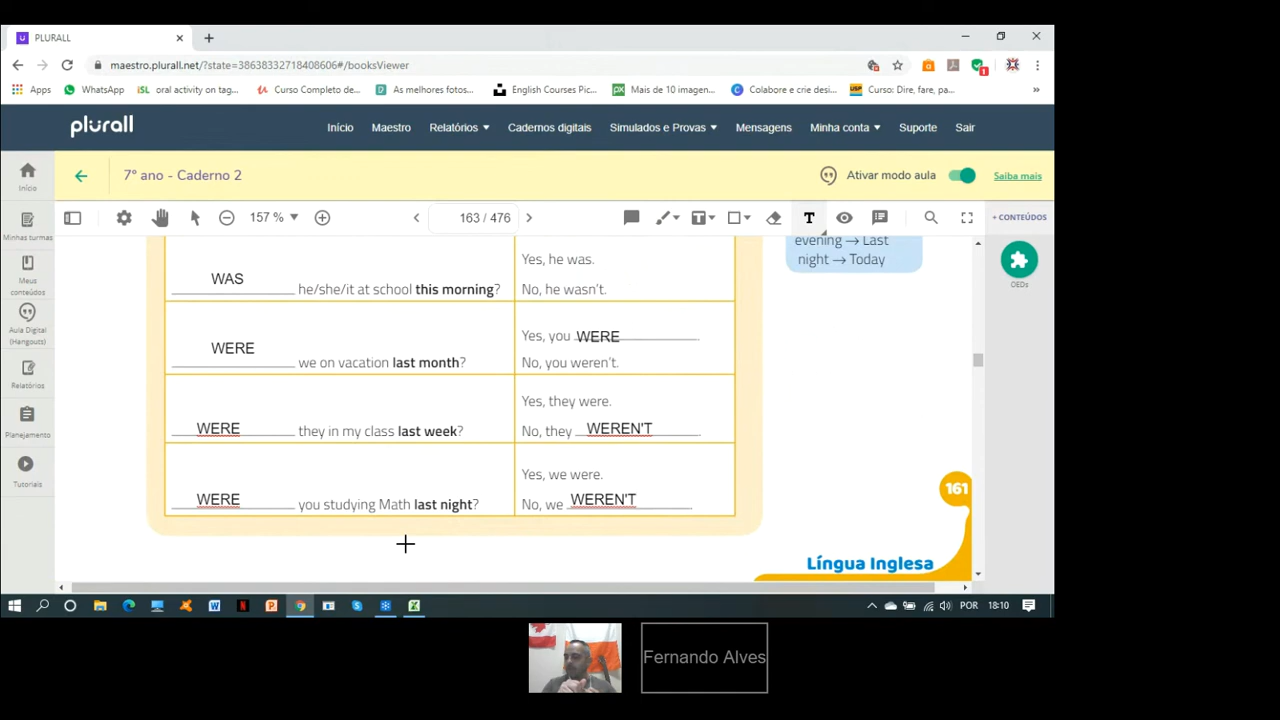 PLURALL
maestro.plurall.net/?state=38638332718408606#/booksViewer
1
Apps WhatsApp iSL oral activity on tag... Curso Completo de... As melhores fotos... English Courses Pic... Mais de 10 imagen... Colabore e crie desi... USP Curso: Dire, fare, pa... »
plurall Início Maestro Relatórios Cadernos digitais Simulados e Provas Mensagens Minha conta Suporte Sair
7º ano - Caderno 2 Ativar modo aula Saiba mais
157 % 163 / 476 T T + CONTEÚDOS
Início
Minhas turmas
Meus conteúdos
Aula Digital (Hangouts)
Relatórios
Planejamento
Tutoriais
OEDs
evening → Last
night → Today
Yes, he was.
WAS he/she/it at school this morning? No, he wasn't.
Yes, you WERE
WERE we on vacation last month? No, you weren't.
Yes, they were.
WERE they in my class last week? No, they WEREN'T
Yes, we were.
WERE you studying Math last night? No, we WEREN'T
161
Língua Inglesa
POR 18:10
Fernando Alves